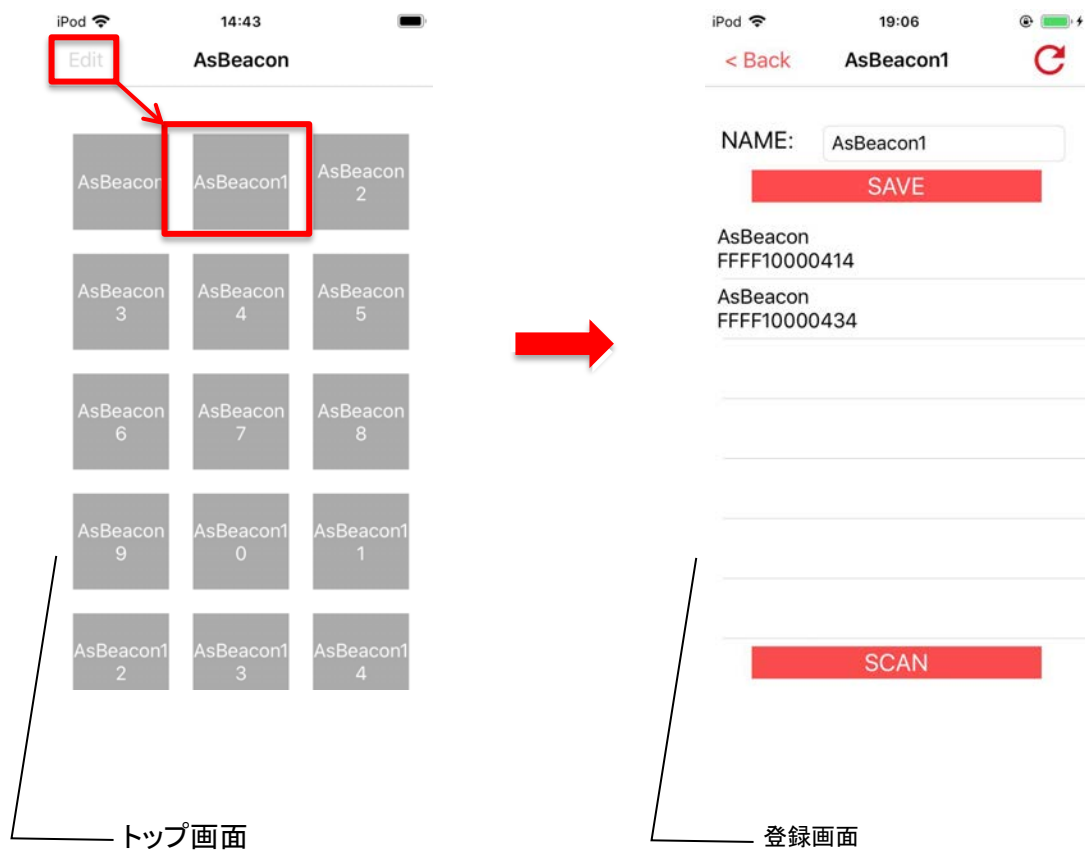 iPod 14:43
Edit AsBeacon
AsBeacon
AsBeacon1
AsBeacon
2
AsBeacon
3
AsBeacon
4
AsBeacon
5
AsBeacon
6
AsBeacon
7
AsBeacon
8
AsBeacon
9
AsBeacon1
0
AsBeacon1
1
AsBeacon1
2
AsBeacon1
3
AsBeacon1
4
トップ画面
iPod 19:06
< Back AsBeacon1
NAME: AsBeacon1
SAVE
AsBeacon
FFFF10000414
AsBeacon
FFFF10000434
SCAN
登録画面